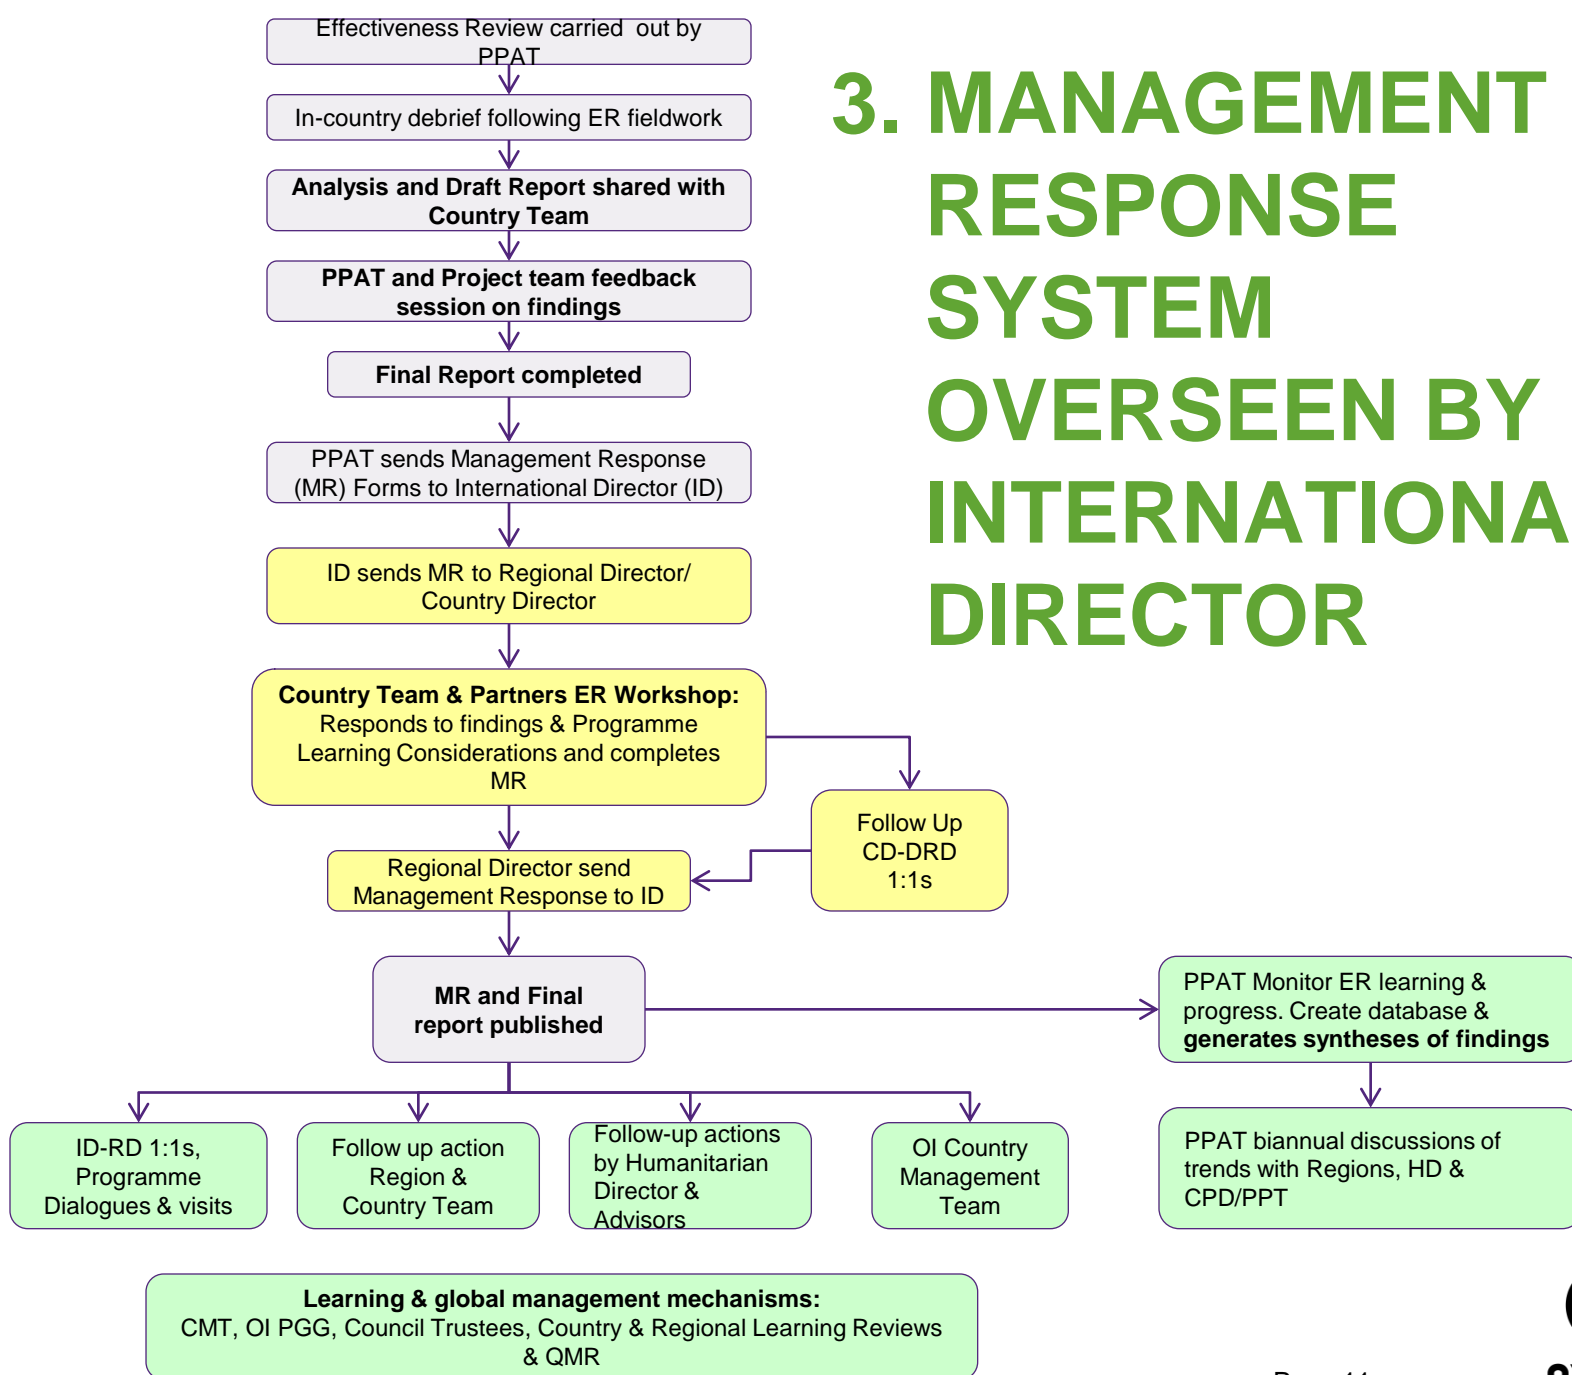 Effectiveness Review carried out by
PPAT
In-country debrief following ER fieldwork
Analysis and Draft Report shared with
Country Team
PPAT and Project team feedback
session on findings
Final Report completed
PPAT sends Management Response
(MR) Forms to International Director (ID)
ID sends MR to Regional Director/
Country Director
Country Team & Partners ER Workshop:
Responds to findings & Programme
Learning Considerations and completes
MR
Follow Up
CD-DRD
1:1s
Regional Director send
Management Response to ID
MR and Final
report published
3. MANAGEMENT
RESPONSE
SYSTEM
OVERSEEN BY
INTERNATIONA
DIRECTOR
PPAT Monitor ER learning &
progress. Create database &
generates syntheses of findings
PPAT biannual discussions of
trends with Regions, HD &
CPD/PPT
ID-RD 1:1s,
Programme
Dialogues & visits
Follow up action
Region &
Country Team
Follow-up actions
by Humanitarian
Director &
Advisors
OI Country
Management
Team
Learning & global management mechanisms:
CMT, OI PGG, Council Trustees, Country & Regional Learning Reviews
& QMR